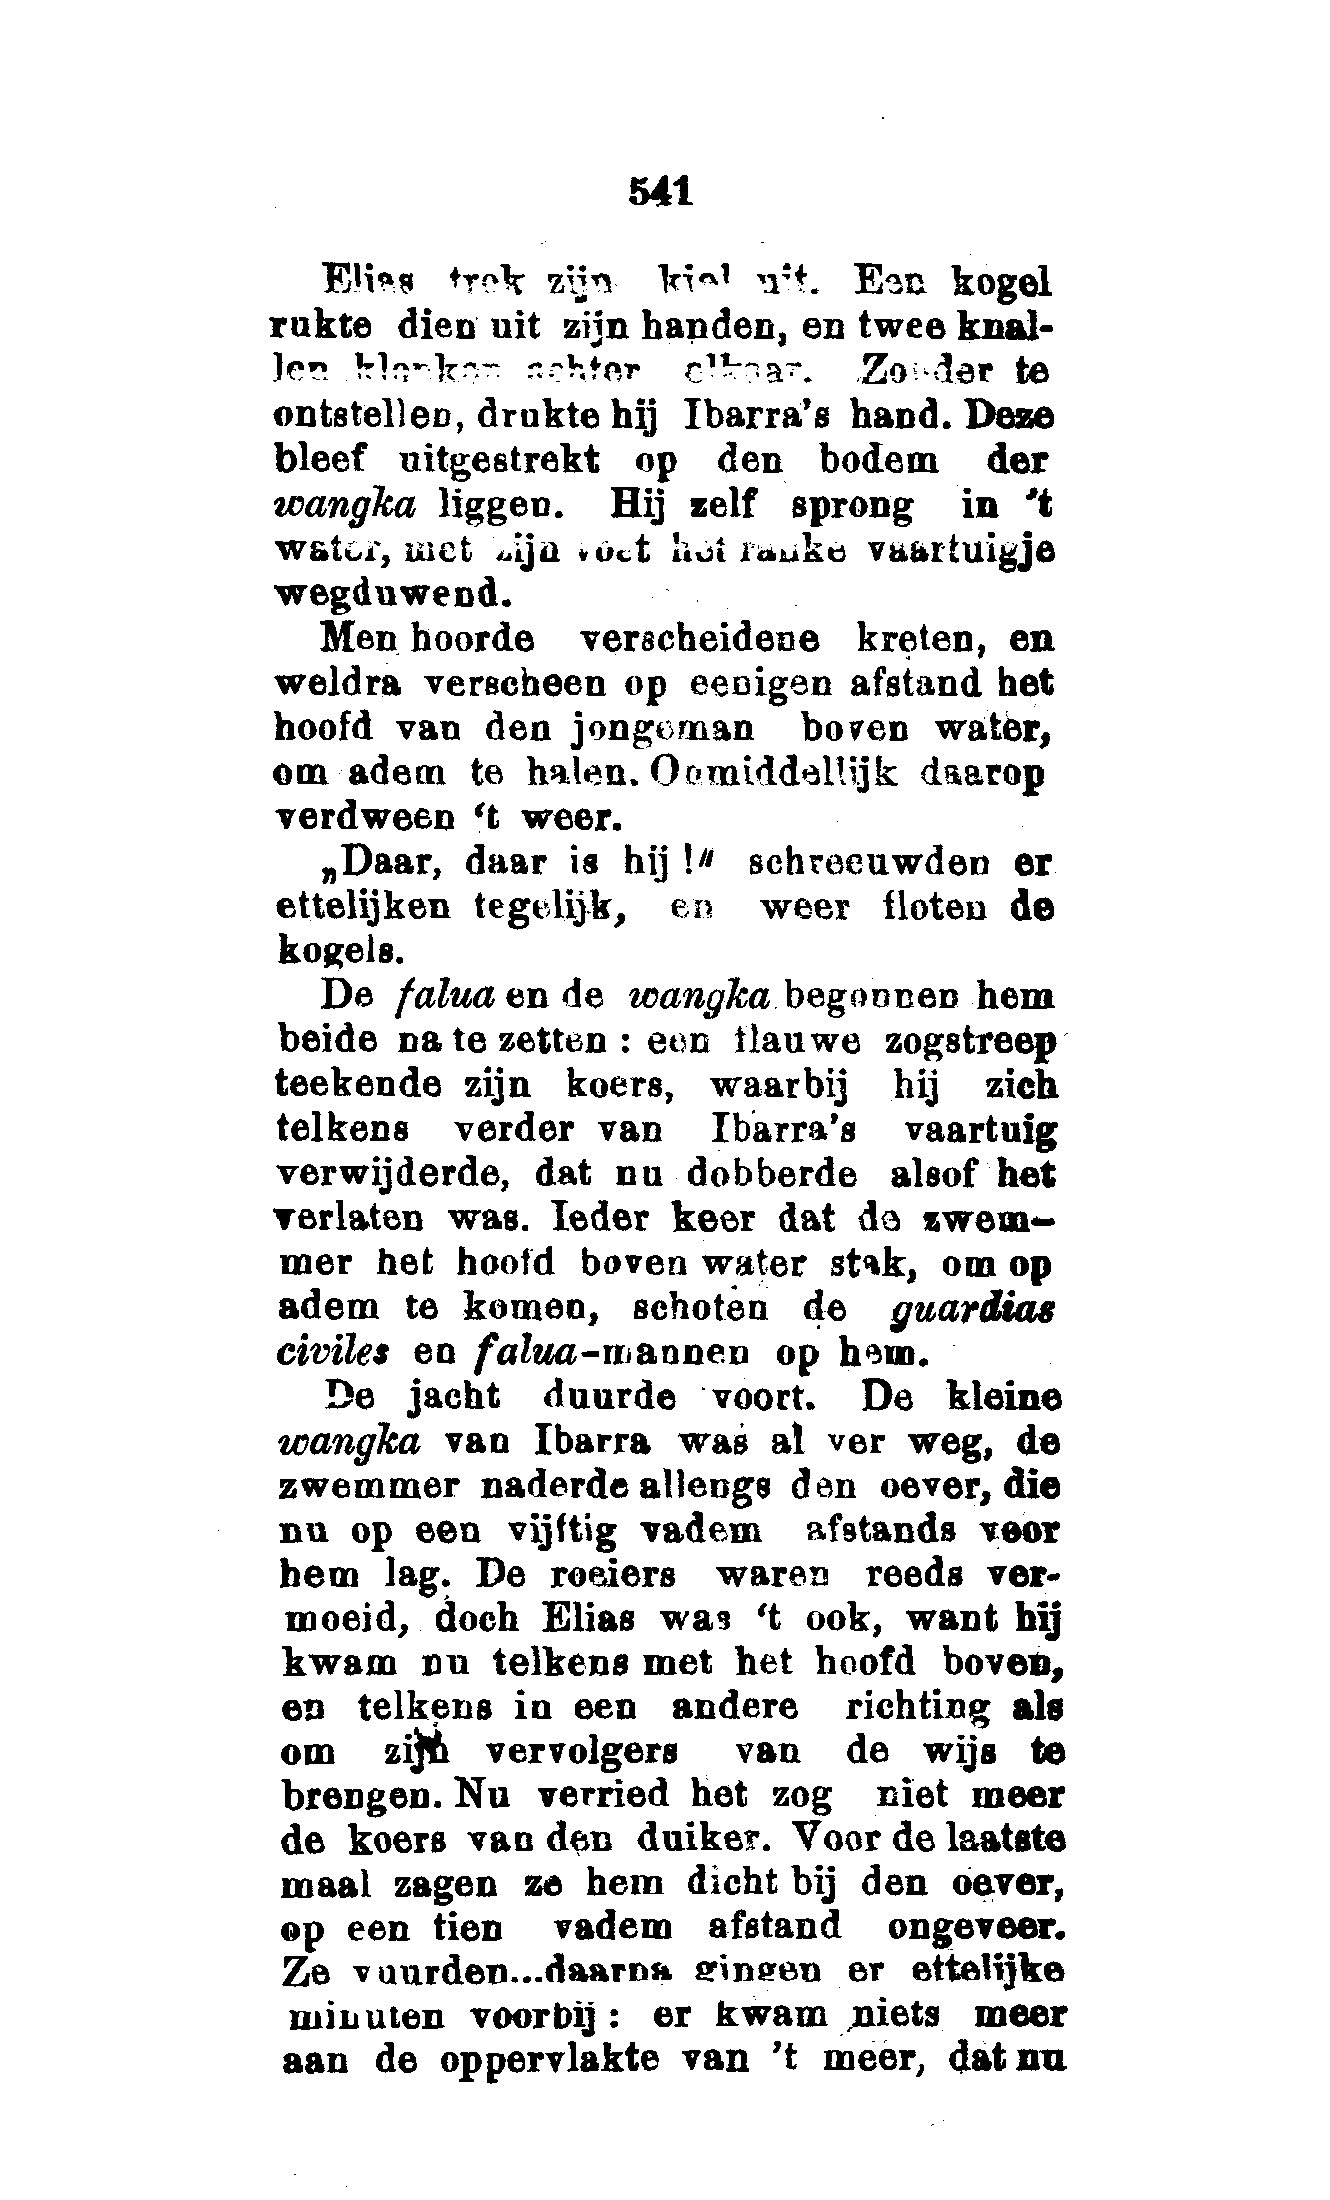 541
Elias trok zijn kiel uit. Een kogel
rukte dien uit zijn handen, en twee knal-
len klonken achter elkaar. Zonder te
ontstellen, drukte hij Ibarra's hand. Deze
bleef uitgestrekt op den bodem der
wangka liggen. Hij zelf sprong in 't
water, met zijn voet het ranke vaartuigje
wegduwend.
Men hoorde verscheidene kreten, en
weldra verscheen op eenigen afstand het
hoofd van den jongeman boven water,
om adem te halen. Onmiddellijk daarop
verdween ‘t weer.
„Daar, daar is hij !" schreeuwden er
ettelijken tegelijk, en weer floten de
kogels.
De falua en de wangka begonnen hem
beide na te zetten : een flauwe zogstreep
teekende zijn koers, waarbij hij zich
telkens verder van Ibarra's vaartuig
verwijderde, dat nu dobberde alsof het
verlaten was. Ieder keer dat de zwem-
mer het hoofd boven water stak, om op
adem te komen, schoten de guardias
civiles en falua-mannen op hem.
De jacht duurde voort. De kleine
wangka van Ibarra was al ver weg, de
zwemmer naderde allengs den oever, die
nu op een vijftig vadem afstands voor
hem lag. De roeiers waren reeds ver-
moeid, doch Elias was ‘t ook, want hij
kwam nu telkens met het hoofd boven,
en telkens in een andere richting als
om zijn vervolgers van de wijs te
brengen. Nu verried het zog niet meer
de koers van den duiker. Voor de laatste
maal zagen ze hem dicht bij den oever,
op een tien vadem afstand ongeveer.
Ze vuurden...daarna gingen er ettelijke
minuten voorbij : er kwam niets meer
aan de oppervlakte van 't meer, dat nu